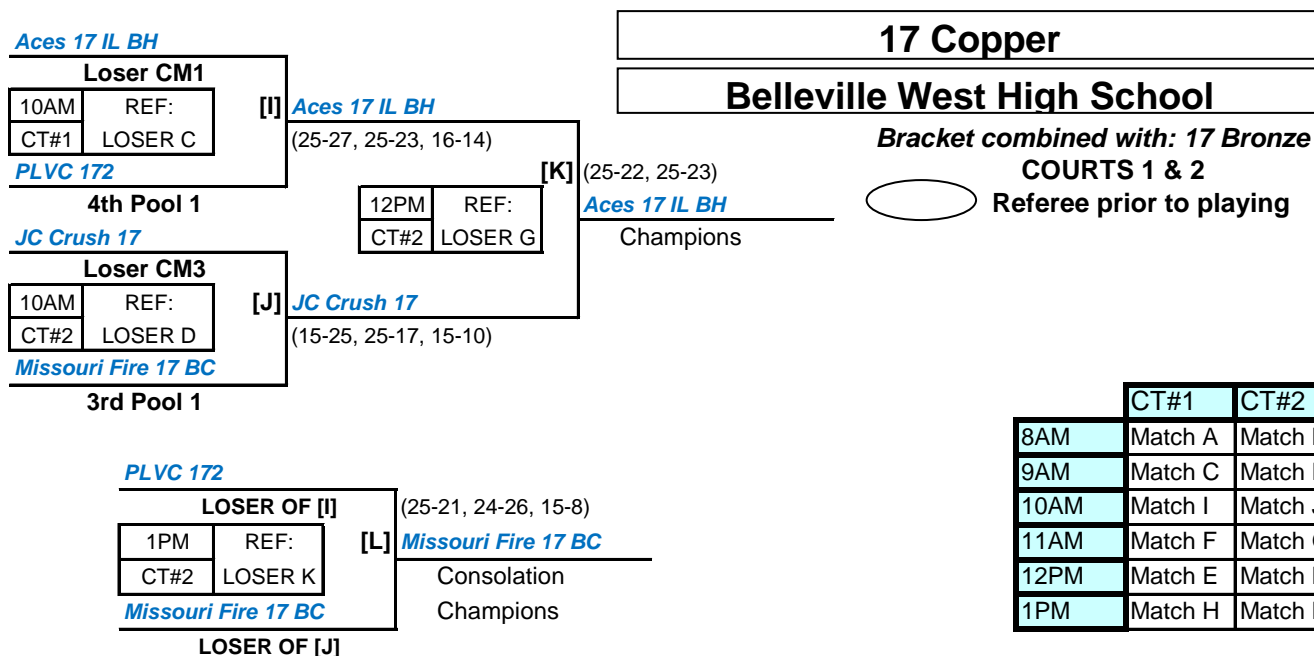 17 Copper
Belleville West High School
Bracket combined with: 17 Bronze
COURTS 1 & 2
Referee prior to playing
Aces 17 IL BH
Loser CM1
10AM REF:
CT#1 LOSER C
[I] Aces 17 IL BH
(25-27, 25-23, 16-14)
PLVC 172
4th Pool 1
[K] (25-22, 25-23)
12PM REF:
CT#2 LOSER G
Aces 17 IL BH
Champions
JC Crush 17
Loser CM3
10AM REF:
CT#2 LOSER D
[J] JC Crush 17
(15-25, 25-17, 15-10)
Missouri Fire 17 BC
3rd Pool 1
PLVC 172
LOSER OF [I]
(25-21, 24-26, 15-8)
1PM REF:
CT#2 LOSER K
[L] Missouri Fire 17 BC
Consolation
Champions
Missouri Fire 17 BC
LOSER OF [J]
CT#1 CT#2
8AM Match A Match
9AM Match C Match
10AM Match I Match
11AM Match F Match
12PM Match E Match
1PM Match H Match